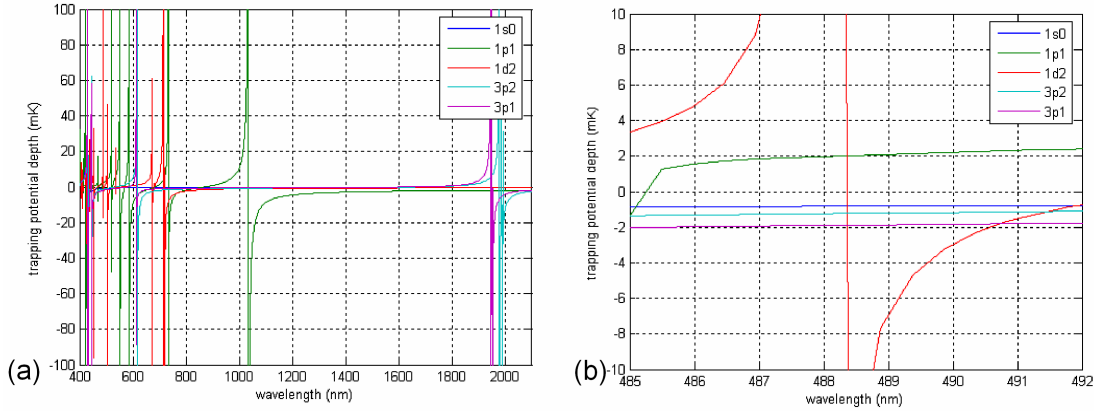 100
80
60
40
20
0
-20
-40
-60
-80
-100
400
600
800
1000
1200
1400
1600
1800
2000
trapping potential depth (mK)
wavelength (nm)
1s0
1p1
1d2
3p2
3p1
(a)
10
8
6
4
2
0
-2
-4
-6
-8
-10
485
486
487
488
489
490
491
492
trapping potential depth (mK)
wavelength (nm)
1s0
1p1
1d2
3p2
3p1
(b)